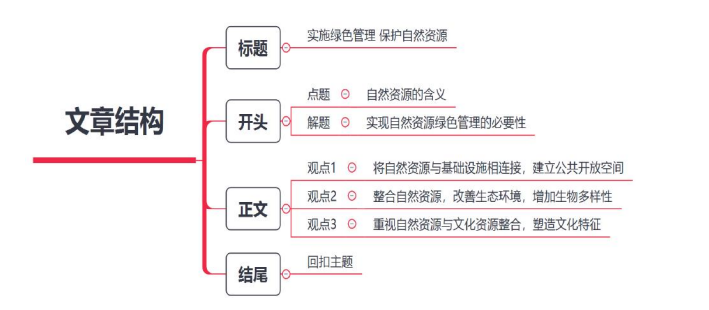 文章结构
标题
实施绿色管理 保护自然资源
开头
点题 自然资源的含义
解题 实现自然资源绿色管理的必要性
正文
观点1 将自然资源与基础设施相连接，建立公共开放空间
观点2 整合自然资源，改善生态环境，增加生物多样性
观点3 重视自然资源与文化资源整合，塑造文化特征
结尾
回扣主题